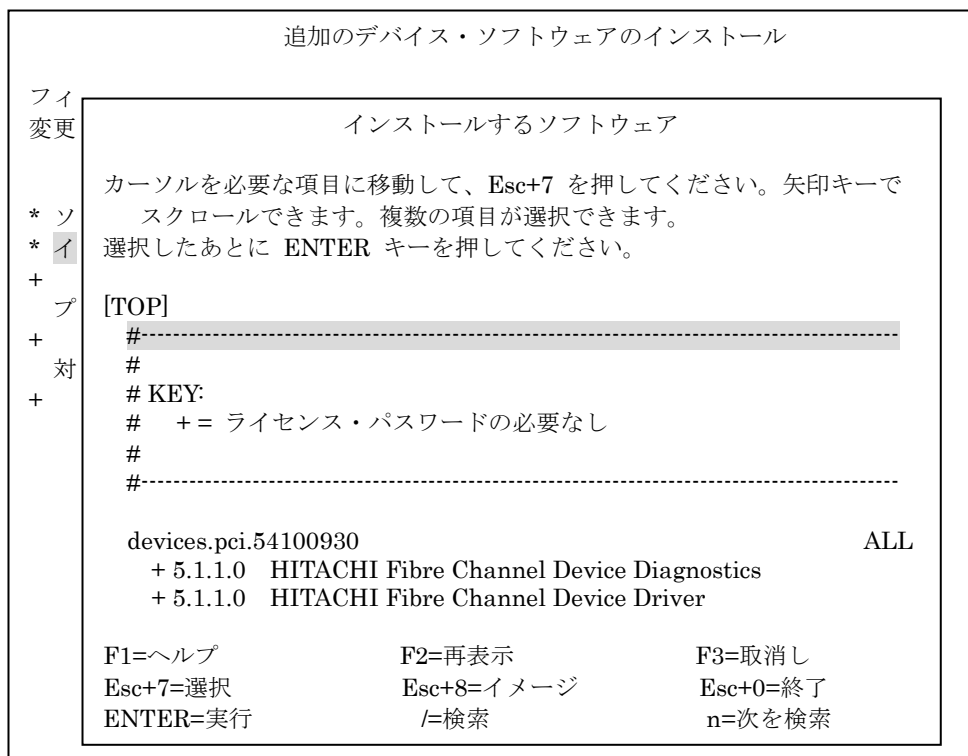 追加のデバイス・ソフトウェアのインストール
フィ
変更
インストールするソフトウェア
カーソルを必要な項目に移動して、Esc+7 を押してください。矢印キーで
スクロールできます。複数の項目が選択できます。
* ソ
* イ
選択したあとに ENTER キーを押してください。
+
プ
[TOP]
+
#--------------------------------------------------------------------------------
対
#
+
# KEY:
# + = ライセンス・パスワードの必要なし
#
#--------------------------------------------------------------------------------
devices.pci.54100930 ALL
+ 5.1.1.0 HITACHI Fibre Channel Device Diagnostics
+ 5.1.1.0 HITACHI Fibre Channel Device Driver
F1=ヘルプ F2=再表示 F3=取消し
Esc+7=選択 Esc+8=イメージ Esc+0=終了
ENTER=実行 /=検索 n=次を検索